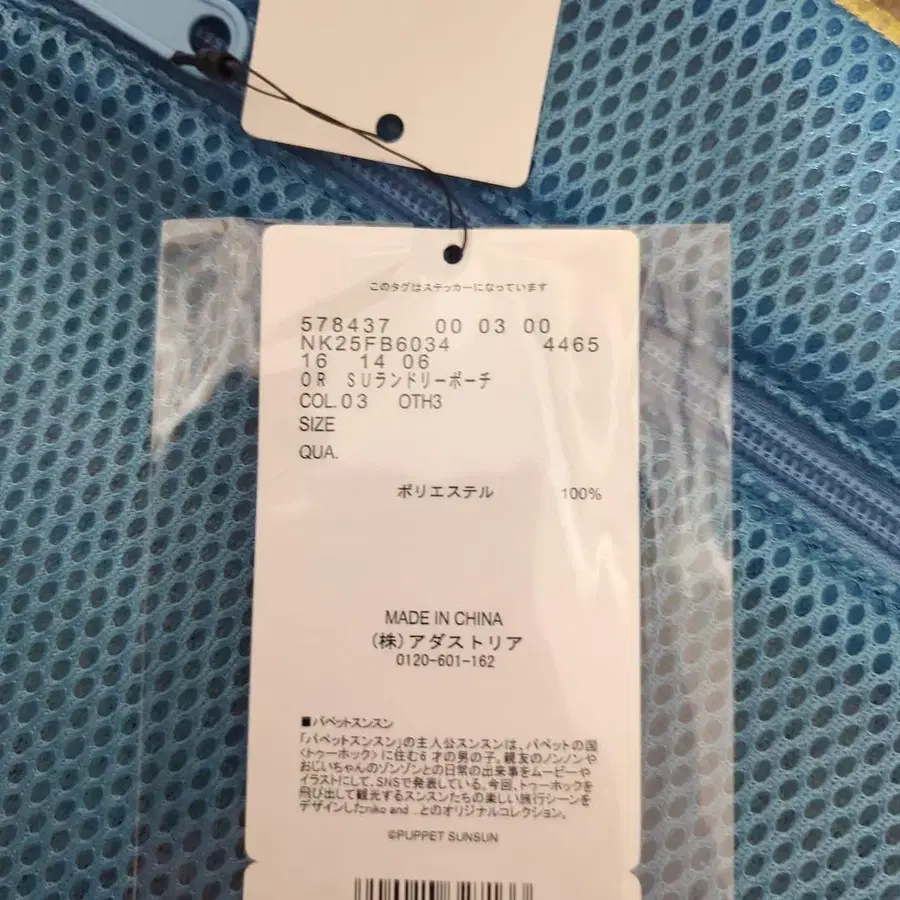 このタグはステッカーになっています
578437 00 03 00
NK25FB6034 4465
16 14 06
OR SUランドリーポーチ
COL.03 OTH3
SIZE
QUA.
ポリエステル 100%
MADE IN CHINA
(株)アダストリア
0120-601-162
■パペットスンスン
「パペットスンスン」の主人公スンスンは、パペットの国
〈トゥーホック〉に住む6才の男の子。親友のノンノンや
おじいちゃんのゾンゾンとの日常の出来事をムービーや
イラストにして、SNSで発表している。今回、トゥーホックを
飛び出して観光するスンスンたちの楽しい旅行シーンを
デザインしたniko and ...とのオリジナルコレクション。
©PUPPET SUNSUN